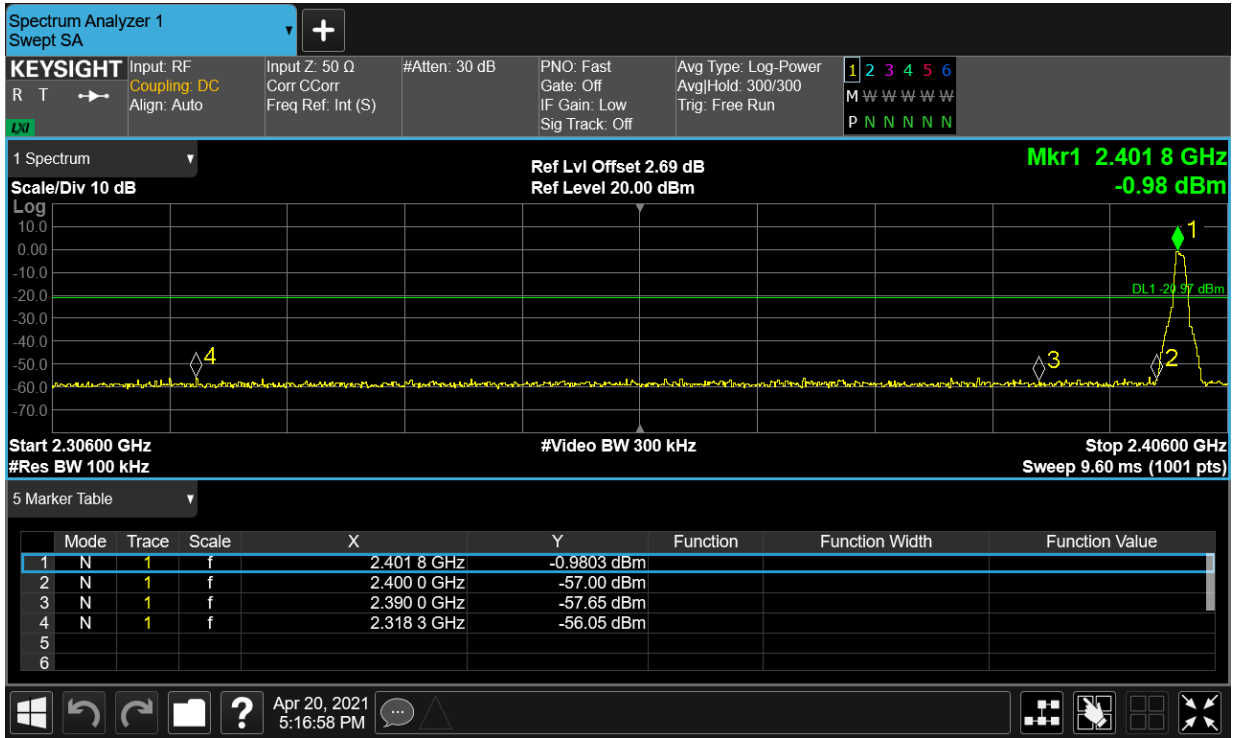 Spectrum Analyzer 1
Swept SA
KEYSIGHT
R T
LXI
Input: RF
Coupling: DC
Align: Auto
Input Z: 50 Ω
Corr CCorr
Freq Ref: Int (S)
#Atten: 30 dB
PNO: Fast
Gate: Off
IF Gain: Low
Sig Track: Off
Avg Type: Log-Power
Avg|Hold: 300/300
Trig: Free Run
1 2 3 4 5 6
M W W W W W
P N N N N N
1 Spectrum
Scale/Div 10 dB
Ref Lvl Offset 2.69 dB
Ref Level 20.00 dBm
Mkr1 2.401 8 GHz
-0.98 dBm
Log
10.0
0.00
-10.0
-20.0
-30.0
-40.0
-50.0
-60.0
-70.0
1
DL1 -20.97 dBm
4
3
2
Start 2.30600 GHz
#Video BW 300 kHz
Stop 2.40600 GHz
#Res BW 100 kHz
Sweep 9.60 ms (1001 pts)
5 Marker Table
Mode Trace Scale X Y Function Function Width Function Value
1 N 1 f 2.401 8 GHz -0.9803 dBm
2 N 1 f 2.400 0 GHz -57.00 dBm
3 N 1 f 2.390 0 GHz -57.65 dBm
4 N 1 f 2.318 3 GHz -56.05 dBm
5
6
?
Apr 20, 2021
5:16:58 PM